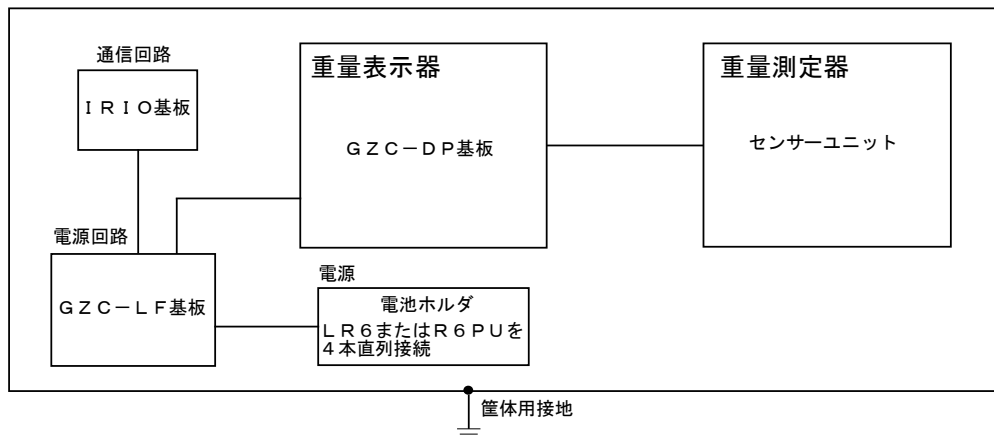 通信回路
ＩＲＩＯ基板
重量表示器
ＧＺＣ－ＤＰ基板
重量測定器
センサーユニット
電源回路
ＧＺＣ－ＬＦ基板
電源
電池ホルダ
ＬＲ６またはＲ６ＰＵを
４本直列接続
筐体用接地